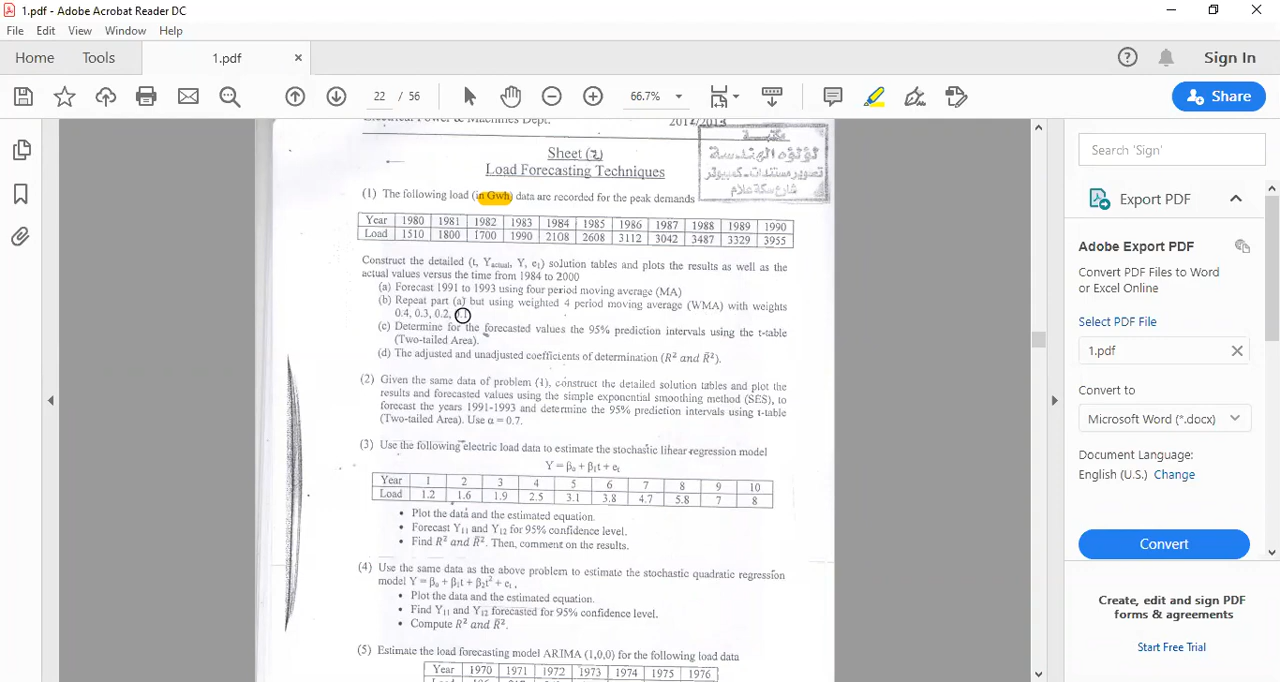 1.pdf - Adobe Acrobat Reader DC
File Edit View Window Help
Home Tools 1.pdf × Sign In
22 / 56 66.7% Share
Electrical Power & Machines Dept. 2012/2013
Sheet (2)
Load Forecasting Techniques
مكتبة
لؤلؤه الهندسة
تصوير مستندات - كمبيوتر
شارع سكة علام
(1) The following load (in Gwh) data are recorded for the peak demands
Year 1980 1981 1982 1983 1984 1985 1986 1987 1988 1989 1990
Load 1510 1800 1700 1990 2108 2608 3112 3042 3487 3329 3955
Construct the detailed (t, Yactual, Y, et) solution tables and plots the results as well as the
actual values versus the time from 1984 to 2000
(a) Forecast 1991 to 1993 using four period moving average (MA)
(b) Repeat part (a) but using weighted 4 period moving average (WMA) with weights
0.4, 0.3, 0.2, 0.1
(c) Determine for the forecasted values the 95% prediction intervals using the t-table
(Two-tailed Area).
(d) The adjusted and unadjusted coefficients of determination (R² and R̄²).
(2) Given the same data of problem (1), construct the detailed solution tables and plot the
results and forecasted values using the simple exponential smoothing method (SES), to
forecast the years 1991-1993 and determine the 95% prediction intervals using t-table
(Two-tailed Area). Use α = 0.7.
(3) Use the following electric load data to estimate the stochastic linear regression model
Y = β₀ + β₁t + eₜ
Year 1 2 3 4 5 6 7 8 9 10
Load 1.2 1.6 1.9 2.5 3.1 3.8 4.7 5.8 7 8
• Plot the data and the estimated equation.
• Forecast Y₁₁ and Y₁₂ for 95% confidence level.
• Find R² and R̄². Then, comment on the results.
(4) Use the same data as the above problem to estimate the stochastic quadratic regression
model Y = β₀ + β₁t + β₂t² + eₜ,
• Plot the data and the estimated equation.
• Find Y₁₁ and Y₁₂ forecasted for 95% confidence level.
• Compute R² and R̄².
(5) Estimate the load forecasting model ARIMA (1,0,0) for the following load data
Year 1970 1971 1972 1973 1974 1975 1976
Search 'Sign'
Export PDF
Adobe Export PDF
Convert PDF Files to Word
or Excel Online
Select PDF File
1.pdf
Convert to
Microsoft Word (*.docx)
Document Language:
English (U.S.) Change
Convert
Create, edit and sign PDF
forms & agreements
Start Free Trial